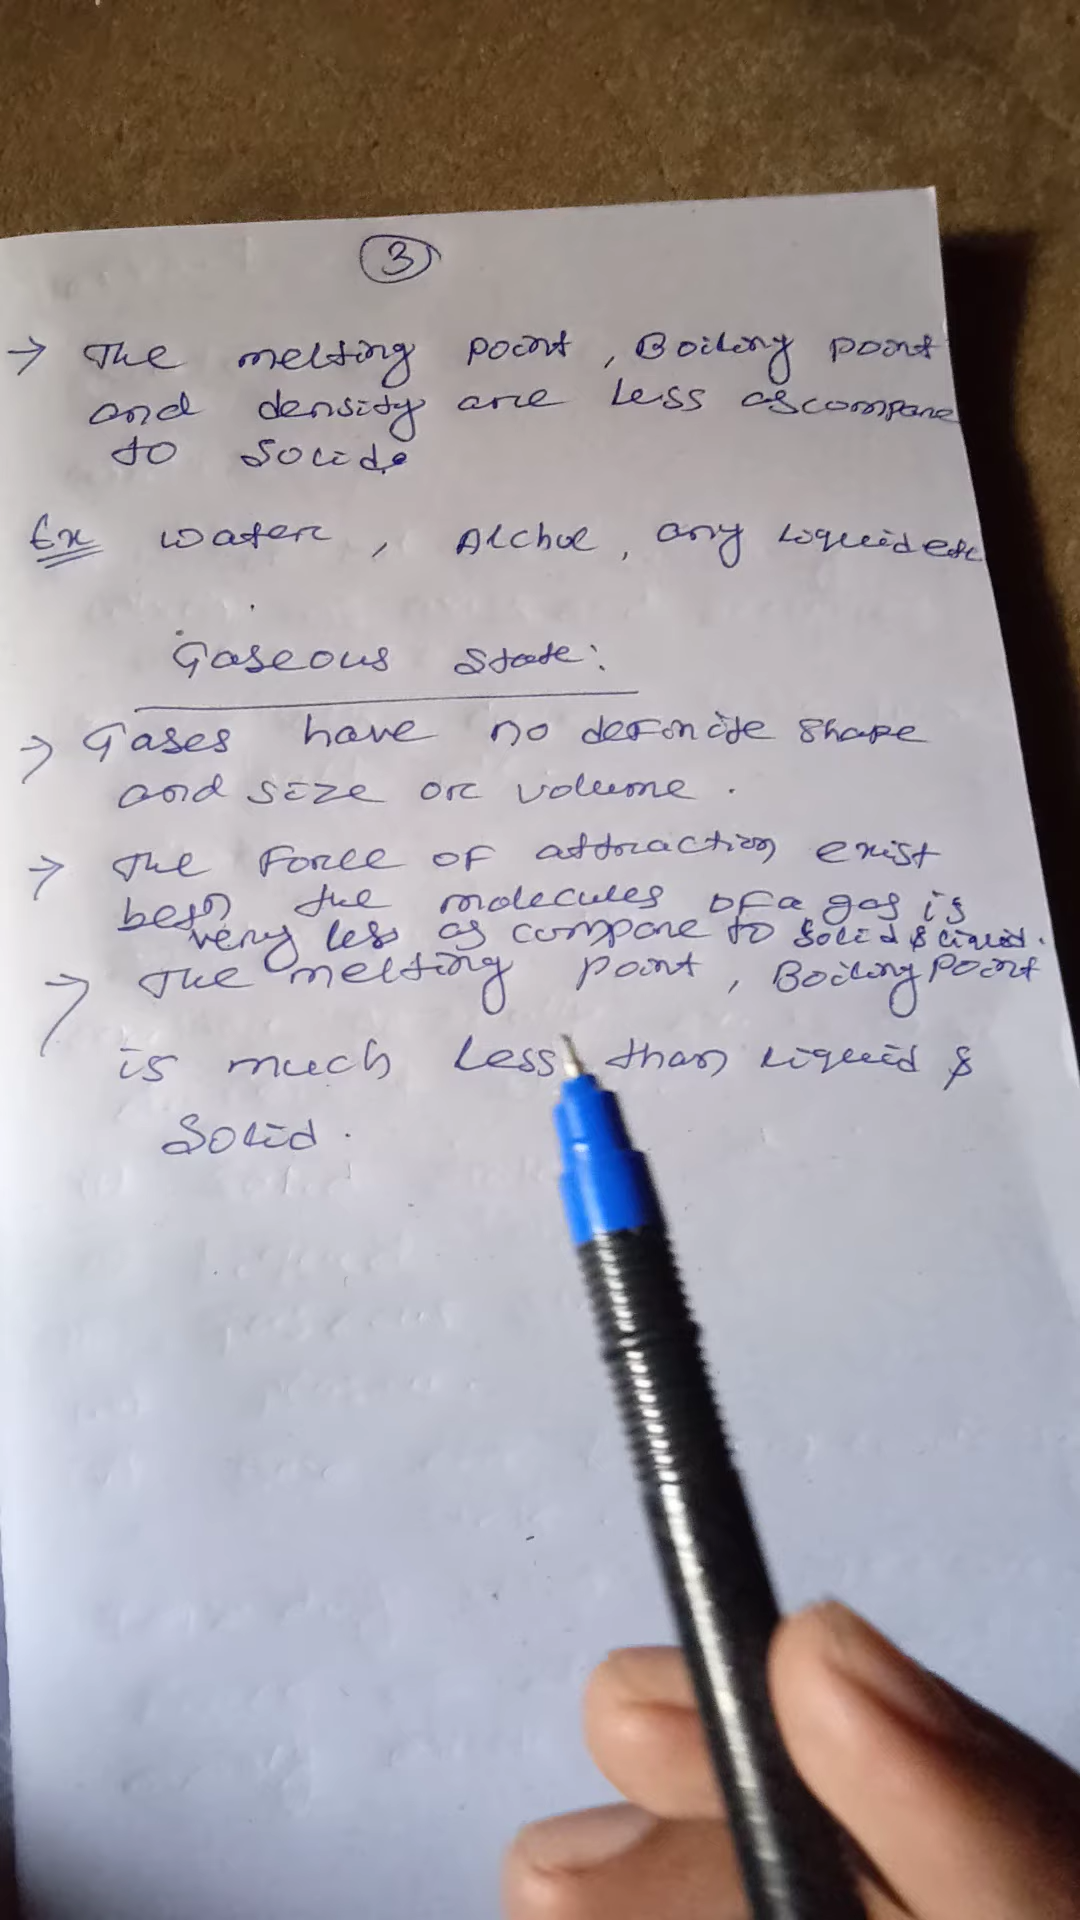 3
→ The melting point, Boiling point
and density are less as compare
to Solids
Ex water, Alchol, any liquid etc
Gaseous State:
→ Gases have no definite shape
and size or volume.
→ The Force of attraction exist
betn the molecules of a gas is
very less as compare to solid & liquid.
→ The melting point, Boiling Point
is much less than liquid &
Solid.